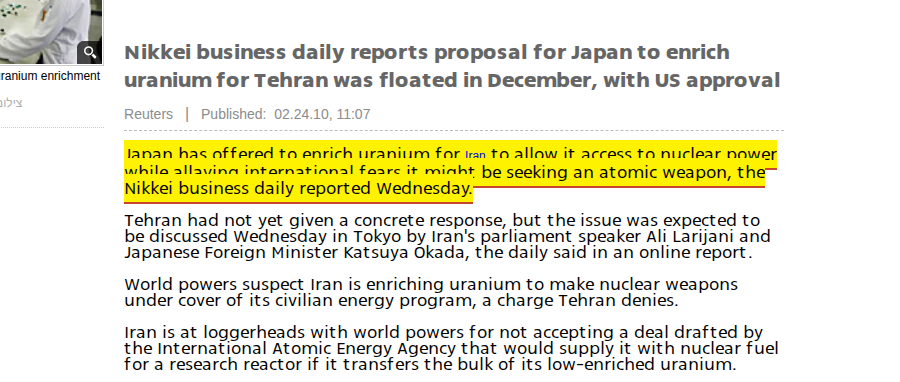 Nikkei business daily reports proposal for Japan to enrich
uranium for Tehran was floated in December, with US approval
uranium enrichment
צילום
Reuters | Published: 02.24.10, 11:07
Japan has offered to enrich uranium for Iran to allow it access to nuclear power
while allaying international fears it might be seeking an atomic weapon, the
Nikkei business daily reported Wednesday.
Tehran had not yet given a concrete response, but the issue was expected to
be discussed Wednesday in Tokyo by Iran's parliament speaker Ali Larijani and
Japanese Foreign Minister Katsuya Okada, the daily said in an online report.
World powers suspect Iran is enriching uranium to make nuclear weapons
under cover of its civilian energy program, a charge Tehran denies.
Iran is at loggerheads with world powers for not accepting a deal drafted by
the International Atomic Energy Agency that would supply it with nuclear fuel
for a research reactor if it transfers the bulk of its low-enriched uranium.